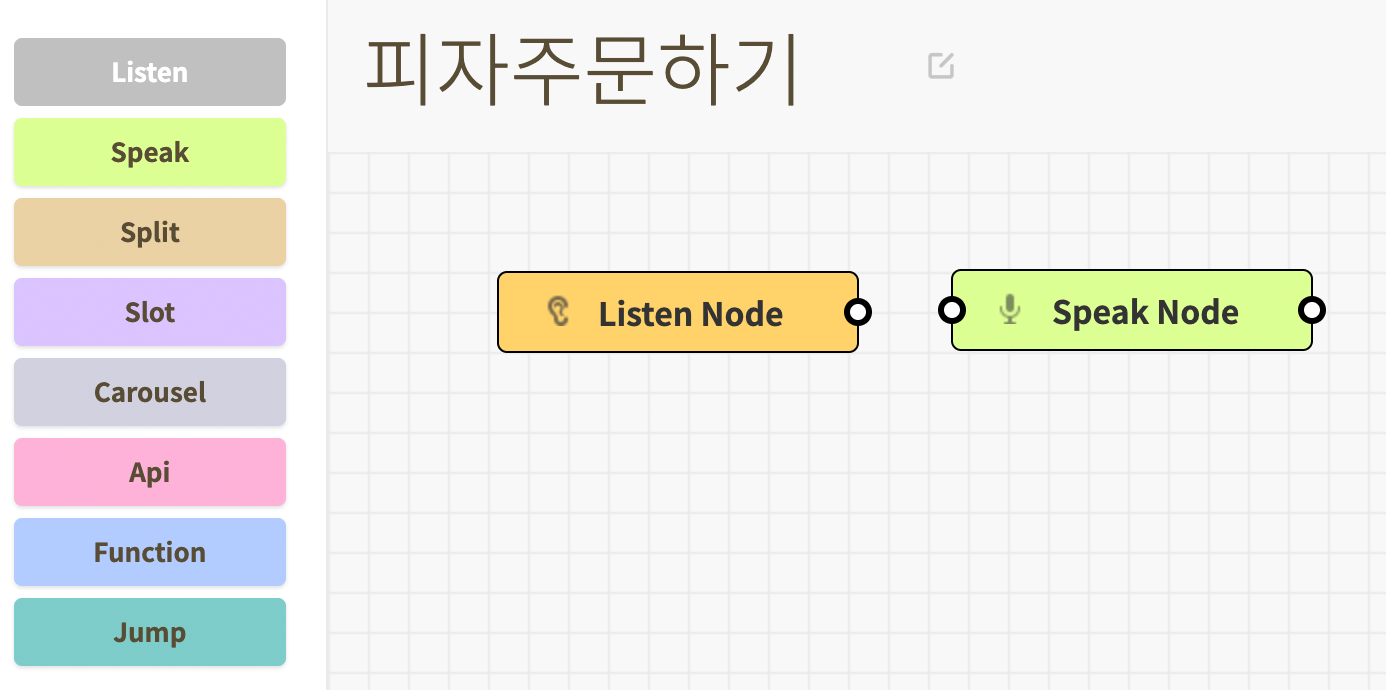 Listen
Speak
Split
Slot
Carousel
Api
Function
Jump
피자주문하기
Listen Node
Speak Node